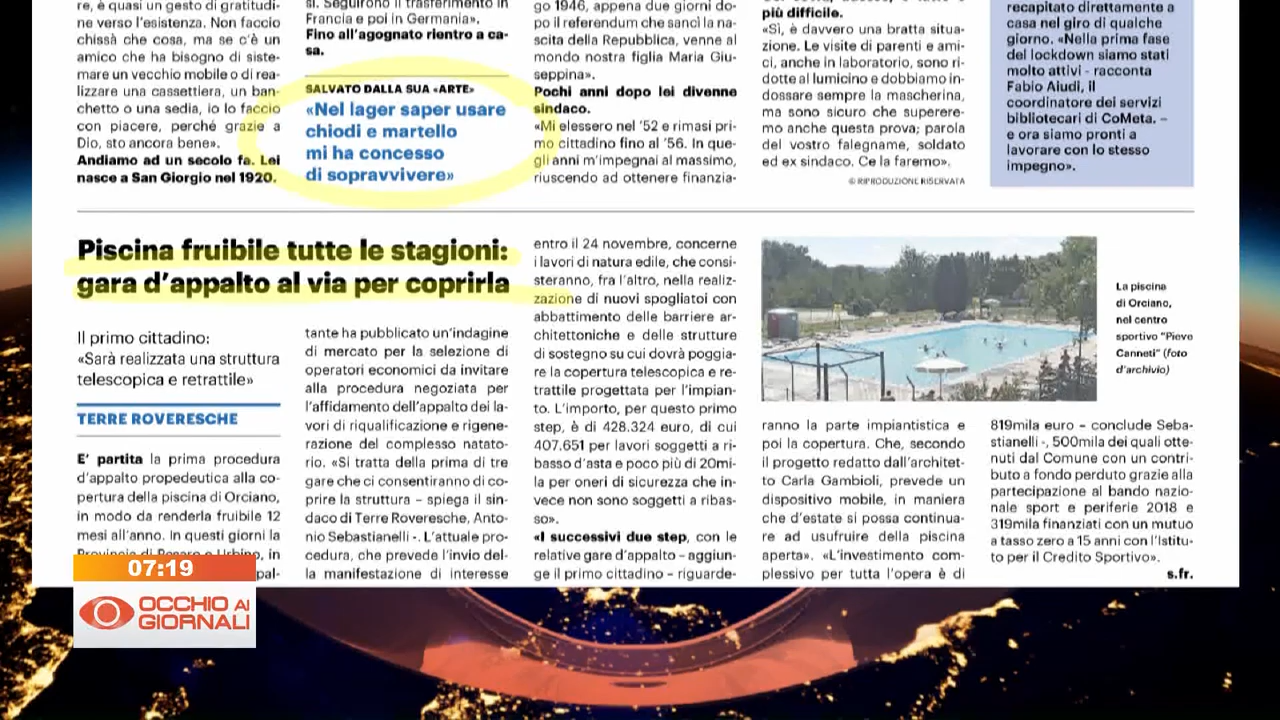 re, è quasi un gesto di gratitudi-
ne verso l'esistenza. Non faccio
chissà che cosa, ma se c'è un
amico che ha bisogno di siste-
mare un vecchio mobile o di rea-
lizzare una cassettiera, un ban-
chetto o una sedia, io lo faccio
con piacere, perché grazie a
Dio, sto ancora bene».
Andiamo ad un secolo fa. Lei
nasce a San Giorgio nel 1920.
si. Seguirono il trasferimento in
Francia e poi in Germania».
Fino all'agognato rientro a ca-
sa.
SALVATO DALLA SUA «ARTE»
«Nel lager saper usare
chiodi e martello
mi ha concesso
di sopravvivere»
go 1946, appena due giorni do-
po il referendum che sancì la na-
scita della Repubblica, venne al
mondo nostra figlia Maria Giu-
seppina».
Pochi anni dopo lei divenne
sindaco.
«Mi elessero nel '52 e rimasi pri-
mo cittadino fino al '56. In que-
gli anni m'impegnai al massimo,
riuscendo ad ottenere finanzia-
più difficile.
«Sì, è davvero una brutta situa-
zione. Le visite di parenti e ami-
ci, anche in laboratorio, sono ri-
dotte al lumicino e dobbiamo in-
dossare sempre la mascherina,
ma sono sicuro che superere-
mo anche questa prova; parola
del vostro falegname, soldato
ed ex sindaco. Ce la faremo».
© RIPRODUZIONE RISERVATA
recapitato direttamente a
casa nel giro di qualche
giorno. «Nella prima fase
del lockdown siamo stati
molto attivi - racconta
Fabio Aiudi, il
coordinatore dei servizi
bibliotecari di CoMeta. –
e ora siamo pronti a
lavorare con lo stesso
impegno».
Piscina fruibile tutte le stagioni:
gara d'appalto al via per coprirla
Il primo cittadino:
«Sarà realizzata una struttura
telescopica e retrattile»
TERRE ROVERESCHE
E' partita la prima procedura
d'appalto propedeutica alla co-
pertura della piscina di Orciano,
in modo da renderla fruibile 12
mesi all'anno. In questi giorni la
Provincia di Pesaro e Urbino, in
pal-
tante ha pubblicato un'indagine
di mercato per la selezione di
operatori economici da invitare
alla procedura negoziata per
l'affidamento dell'appalto dei la-
vori di riqualificazione e rigene-
razione del complesso natato-
rio. «Si tratta della prima di tre
gare che ci consentiranno di co-
prire la struttura – spiega il sin-
daco di Terre Roveresche, Anto-
nio Sebastianelli -. L'attuale pro-
cedura, che prevede l'invio del-
la manifestazione di interesse
entro il 24 novembre, concerne
i lavori di natura edile, che consi-
steranno, fra l'altro, nella realiz-
zazione di nuovi spogliatoi con
abbattimento delle barriere ar-
chitettoniche e delle strutture
di sostegno su cui dovrà poggia-
re la copertura telescopica e re-
trattile progettata per l'impian-
to. L'importo, per questo primo
step, è di 428.324 euro, di cui
407.651 per lavori soggetti a ri-
basso d'asta e poco più di 20mi-
la per oneri di sicurezza che in-
vece non sono soggetti a ribas-
so».
«I successivi due step, con le
relative gare d'appalto – aggiun-
ge il primo cittadino – riguarde-
La piscina
di Orciano,
nel centro
sportivo "Pieve
Canneti" (foto
d'archivio)
ranno la parte impiantistica e
poi la copertura. Che, secondo
il progetto redatto dall'architet-
to Carla Gambioli, prevede un
dispositivo mobile, in maniera
che d'estate si possa continua-
re ad usufruire della piscina
aperta». «L'investimento com-
plessivo per tutta l'opera è di
819mila euro – conclude Seba-
stianelli -, 500mila dei quali otte-
nuti dal Comune con un contri-
buto a fondo perduto grazie alla
partecipazione al bando nazio-
nale sport e periferie 2018 e
319mila finanziati con un mutuo
a tasso zero a 15 anni con l'Istitu-
to per il Credito Sportivo».
s.fr.
07:19
OCCHIO AI
GIORNALI